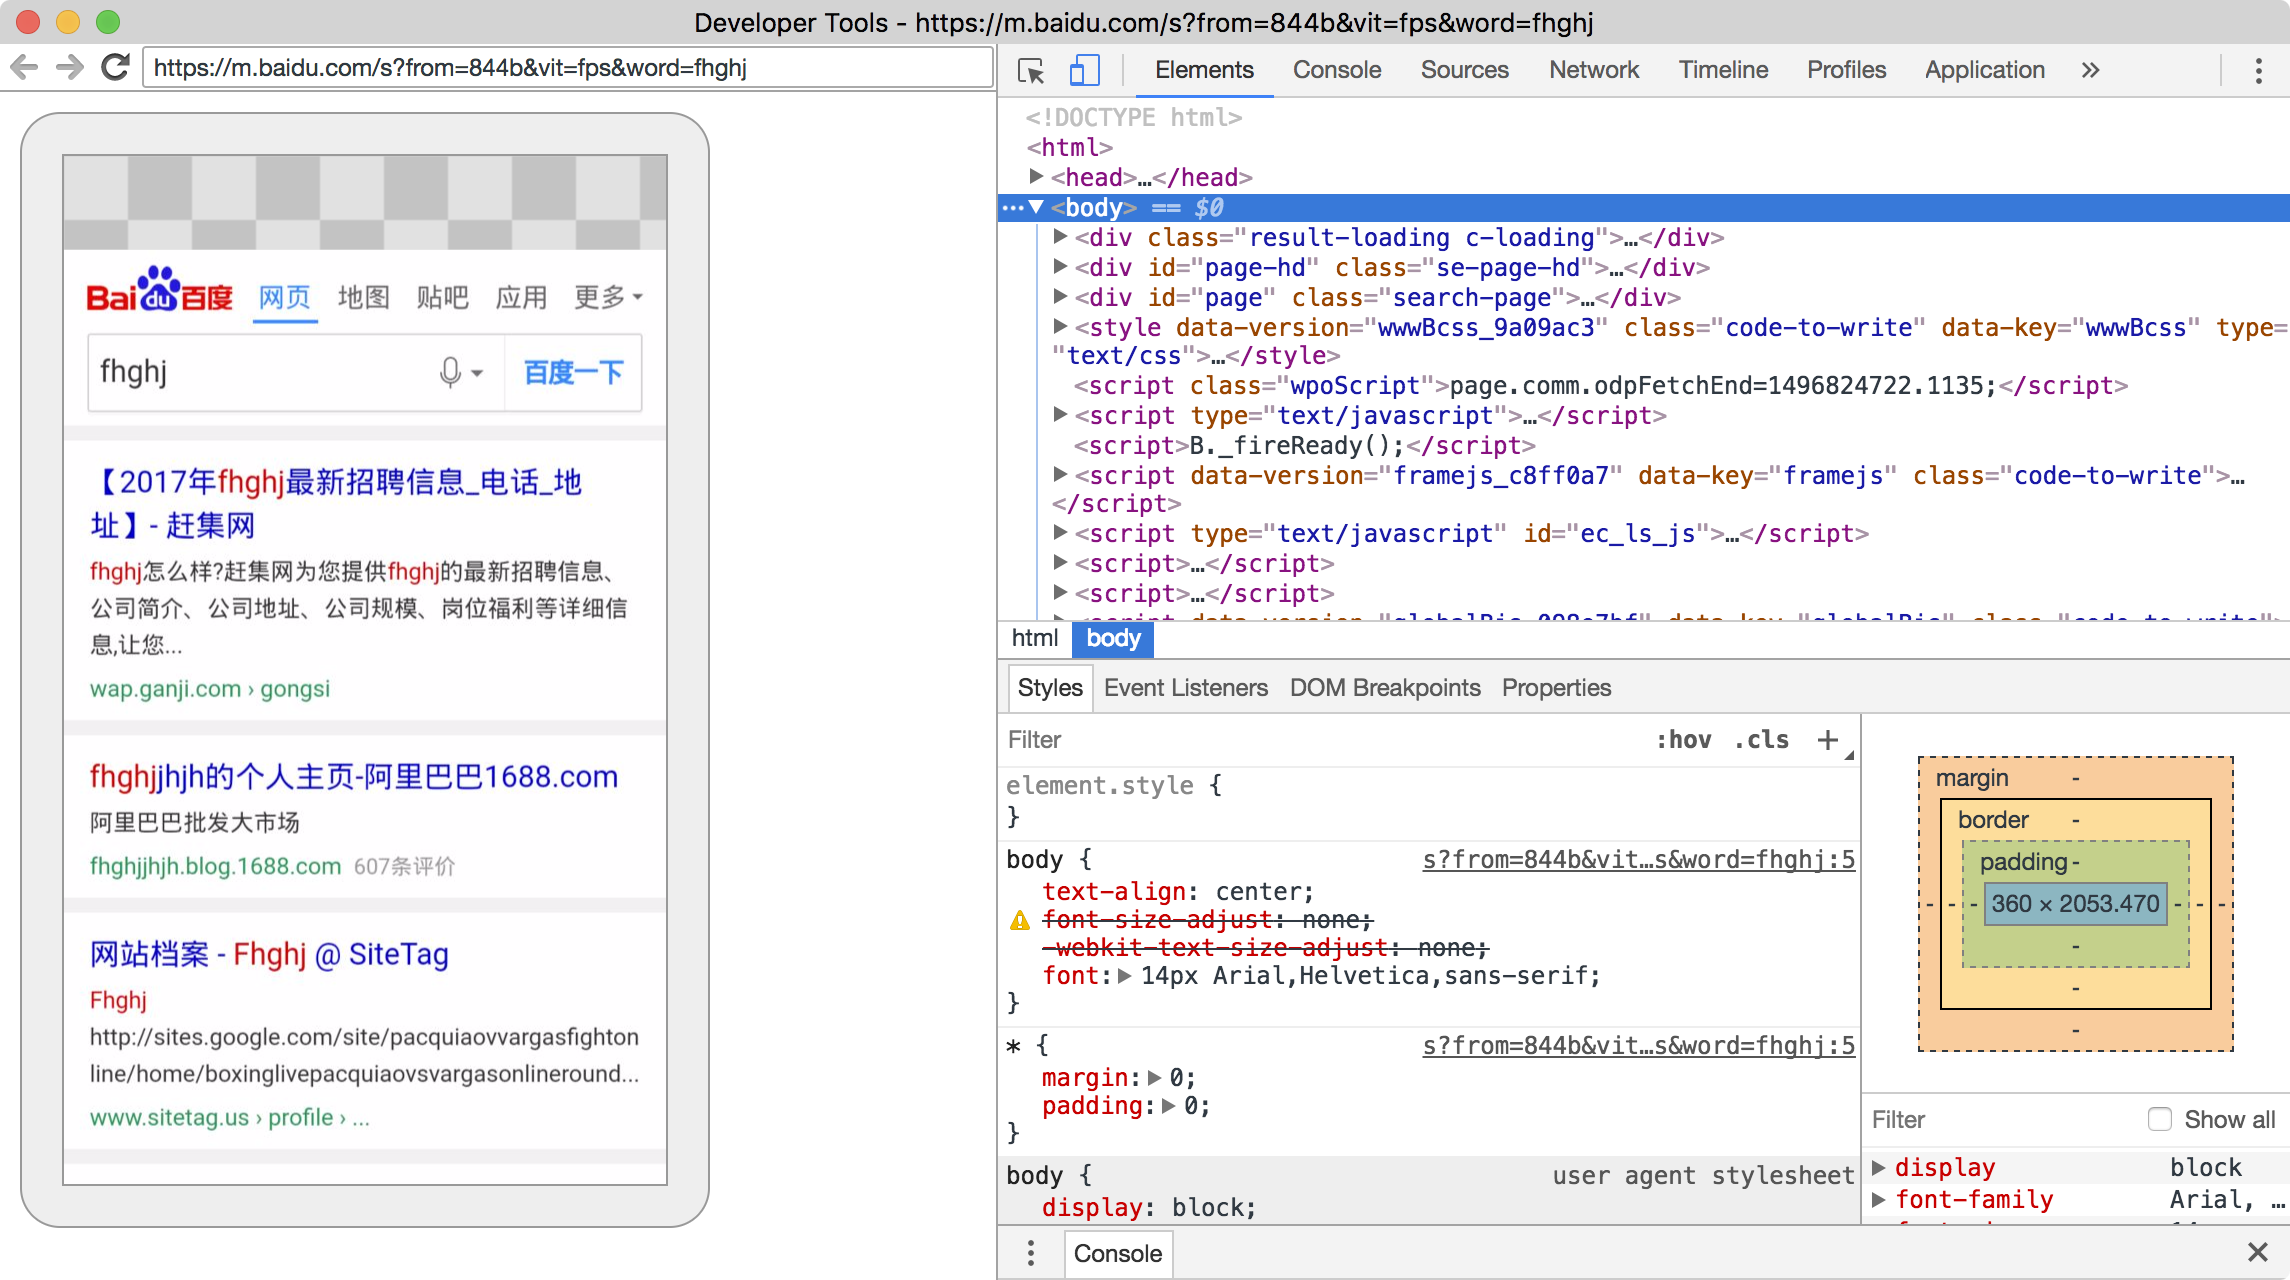 Developer Tools - https://m.baidu.com/s?from=844b&vit=fps&word=fhghj
https://m.baidu.com/s?from=844b&vit=fps&word=fhghj
Bai du 百度 网页 地图 贴吧 应用 更多
fhghj 百度一下
【2017年fhghj最新招聘信息_电话_地
址】- 赶集网
fhghj怎么样?赶集网为您提供fhghj的最新招聘信息、
公司简介、公司地址、公司规模、岗位福利等详细信
息,让您...
wap.ganji.com › gongsi
fhghjjhjh的个人主页-阿里巴巴1688.com
阿里巴巴批发大市场
fhghjjhjh.blog.1688.com 607条评价
网站档案 - Fhghj @ SiteTag
Fhghj
http://sites.google.com/site/pacquiaovvargasfighton
line/home/boxinglivepacquiaovsvargasonlineround...
www.sitetag.us › profile › ...
Elements Console Sources Network Timeline Profiles Application »
<!DOCTYPE html>
<html>
<head>…</head>
<body> == $0
<div class="result-loading c-loading">…</div>
<div id="page-hd" class="se-page-hd">…</div>
<div id="page" class="search-page">…</div>
<style data-version="wwwBcss_9a09ac3" class="code-to-write" data-key="wwwBcss" type=
"text/css">…</style>
<script class="wpoScript">page.comm.odpFetchEnd=1496824722.1135;</script>
<script type="text/javascript">…</script>
<script>B._fireReady();</script>
<script data-version="framejs_c8ff0a7" data-key="framejs" class="code-to-write">…
</script>
<script type="text/javascript" id="ec_ls_js">…</script>
<script>…</script>
<script>…</script>
html body
Styles Event Listeners DOM Breakpoints Properties
Filter :hov .cls +
element.style {
}
body { s?from=844b&vit…s&word=fhghj:5
text-align: center;
font-size-adjust: none;
-webkit-text-size-adjust: none;
font: 14px Arial,Helvetica,sans-serif;
}
* { s?from=844b&vit…s&word=fhghj:5
margin: 0;
padding: 0;
}
body { user agent stylesheet
display: block;
margin -
border -
padding -
- - - 360 × 2053.470 - - -
-
-
-
Filter Show all
display block
font-family Arial, …
Console